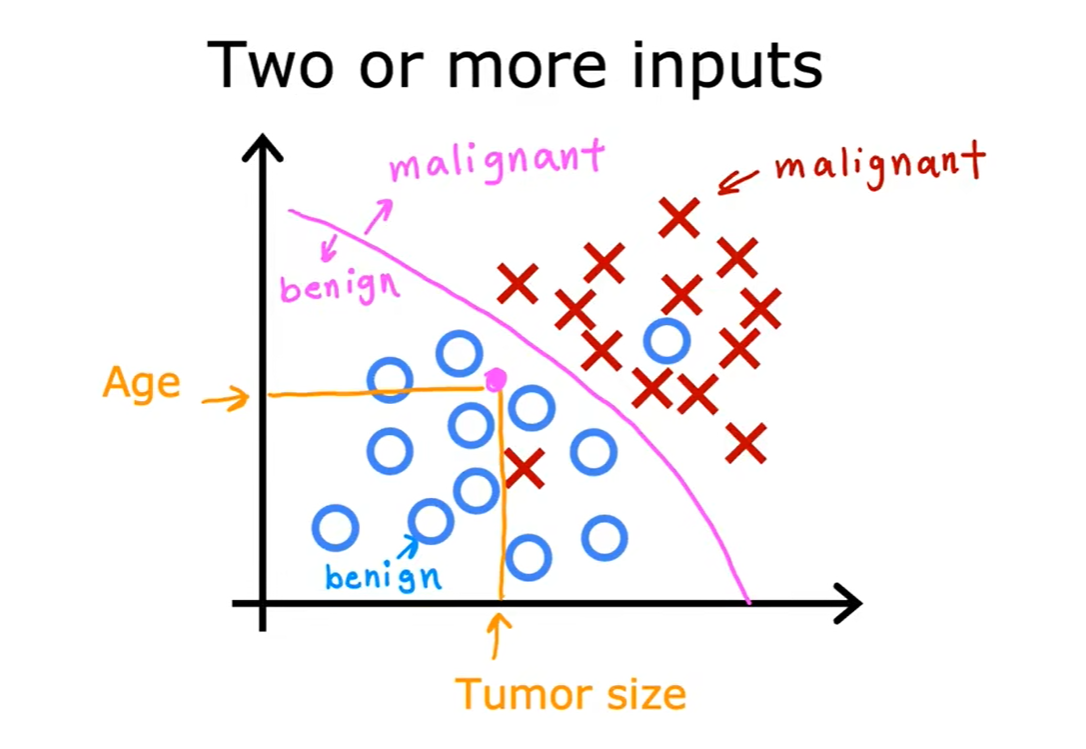 Two or more inputs
malignant
malignant
benign
Age
benign
Tumor size